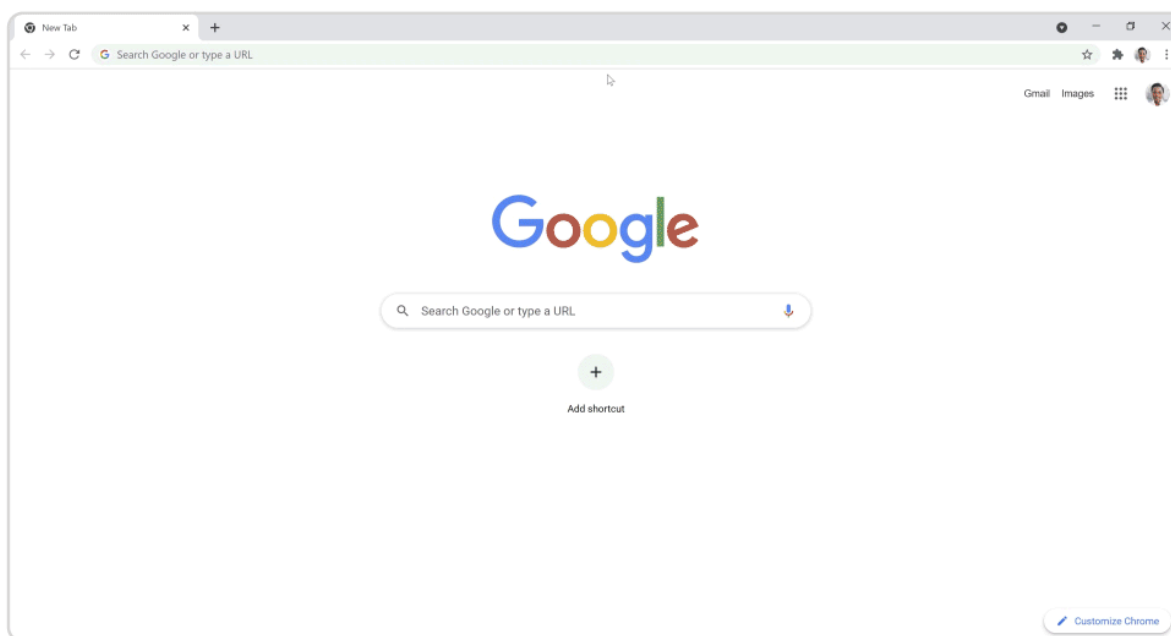 New Tab
Search Google or type a URL
Gmail Images
Google
Search Google or type a URL
Add shortcut
Customize Chrome